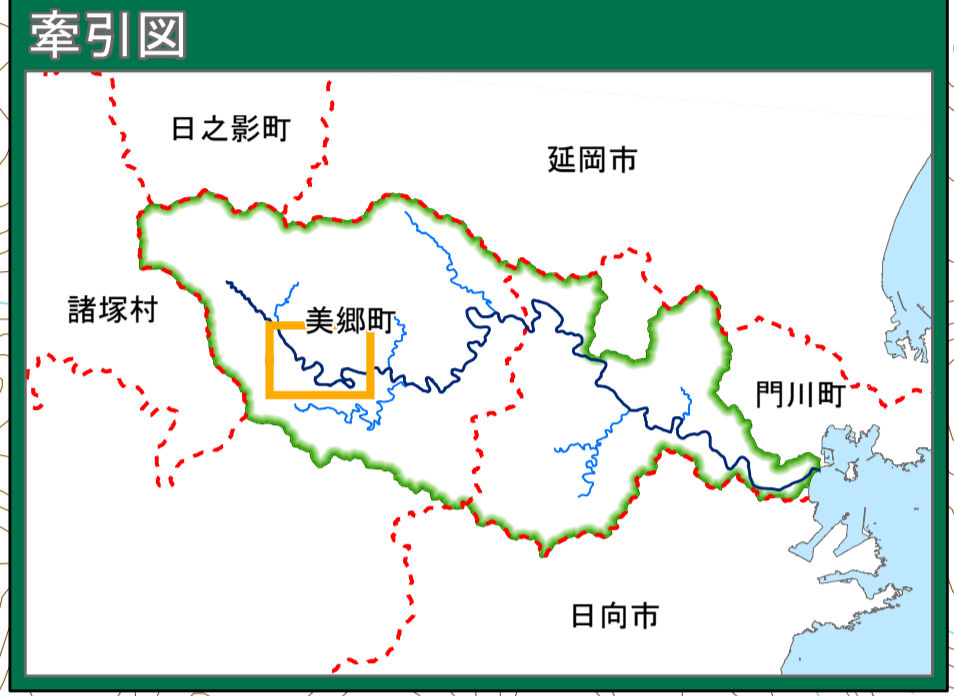 牽引図
日之影町
延岡市
諸塚村
美郷町
門川町
日向市